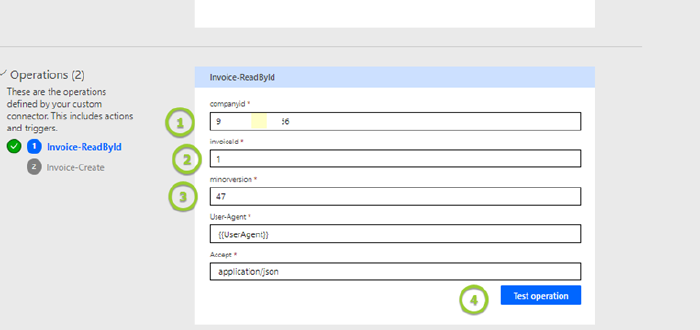 Operations (2)
These are the operations
defined by your custom
connector. This includes actions
and triggers.
1 Invoice-ReadById
2 Invoice-Create
Invoice-ReadById
companyid *
1
9 56
invoiceId *
2
1
minorversion *
3
47
User-Agent *
{{UserAgent}}
Accept *
application/json
4
Test operation